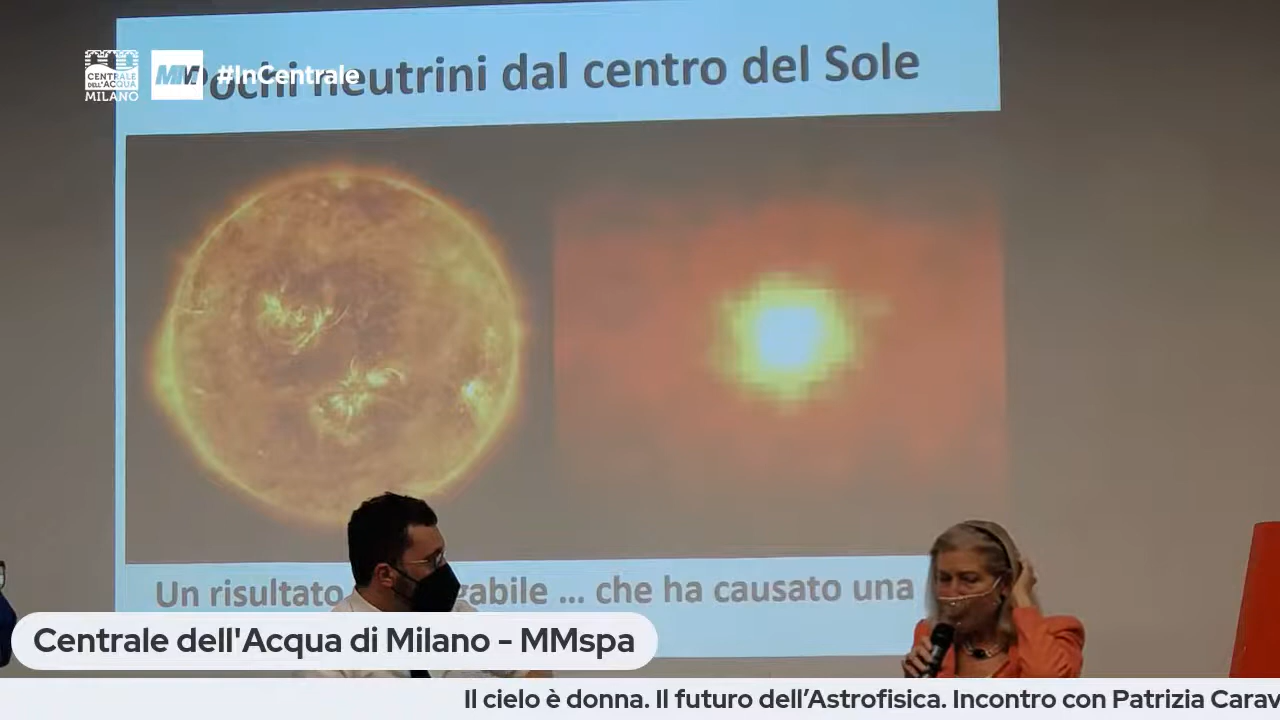 CENTRALE
DELL'ACQUA
MILANO
MM
#InCentrale
Pochi neutrini dal centro del Sole
Un risultato
... che ha causato una
Centrale dell'Acqua di Milano - MMspa
Il cielo è donna. Il futuro dell’Astrofisica. Incontro con Patrizia Carav